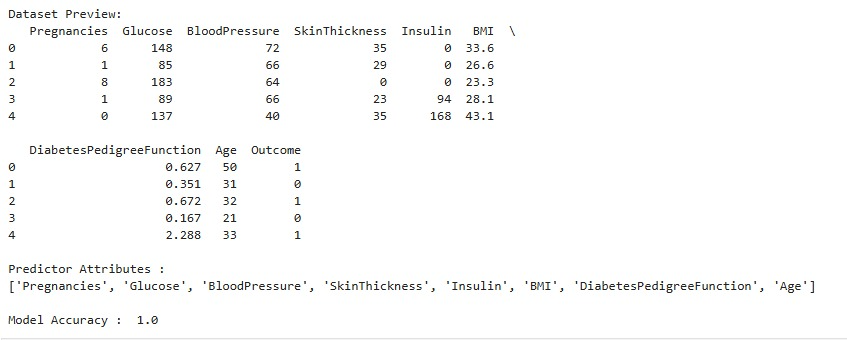 Dataset Preview:
   Pregnancies  Glucose  BloodPressure  SkinThickness  Insulin   BMI  \
0            6      148             72             35        0  33.6
1            1       85             66             29        0  26.6
2            8      183             64              0        0  23.3
3            1       89             66             23       94  28.1
4            0      137             40             35      168  43.1

   DiabetesPedigreeFunction  Age  Outcome
0                     0.627   50        1
1                     0.351   31        0
2                     0.672   32        1
3                     0.167   21        0
4                     2.288   33        1

Predictor Attributes :
['Pregnancies', 'Glucose', 'BloodPressure', 'SkinThickness', 'Insulin', 'BMI', 'DiabetesPedigreeFunction', 'Age']

Model Accuracy :  1.0